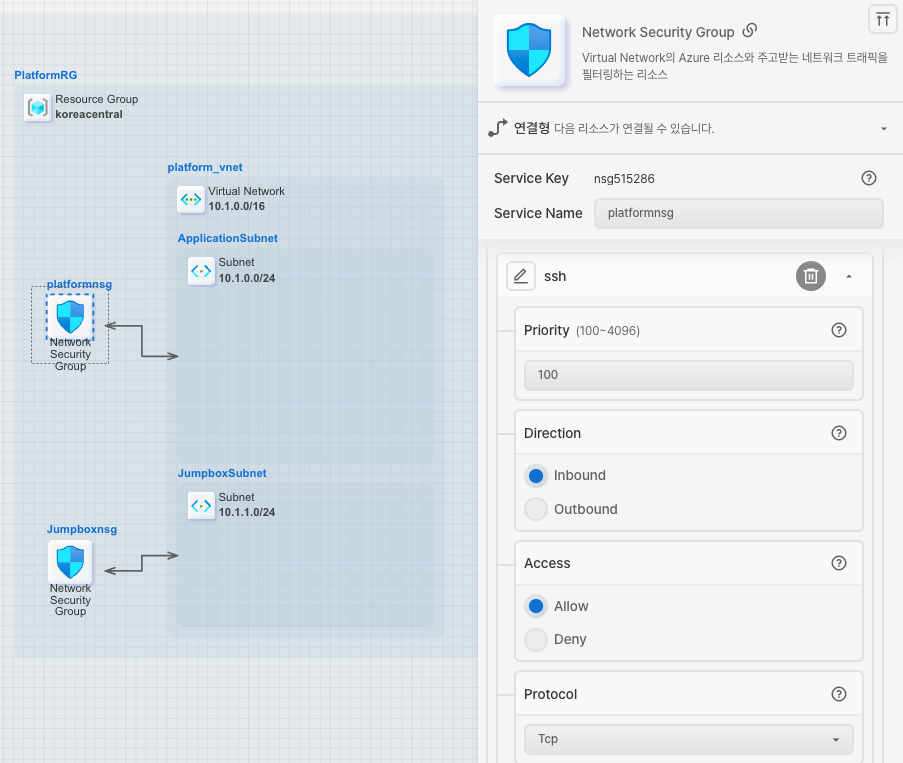 PlatformRG
Resource Group
koreacentral
platform_vnet
Virtual Network
10.1.0.0/16
ApplicationSubnet
Subnet
10.1.0.0/24
platformnsg
Network
Security
Group
JumpboxSubnet
Subnet
10.1.1.0/24
Jumpboxnsg
Network
Security
Group
Network Security Group
Virtual Network의 Azure 리소스와 주고받는 네트워크 트래픽을
필터링하는 리소스
연결형 다음 리소스가 연결될 수 있습니다.
Service Key nsg515286
Service Name platformnsg
ssh
Priority (100~4096)
100
Direction
Inbound
Outbound
Access
Allow
Deny
Protocol
Tcp